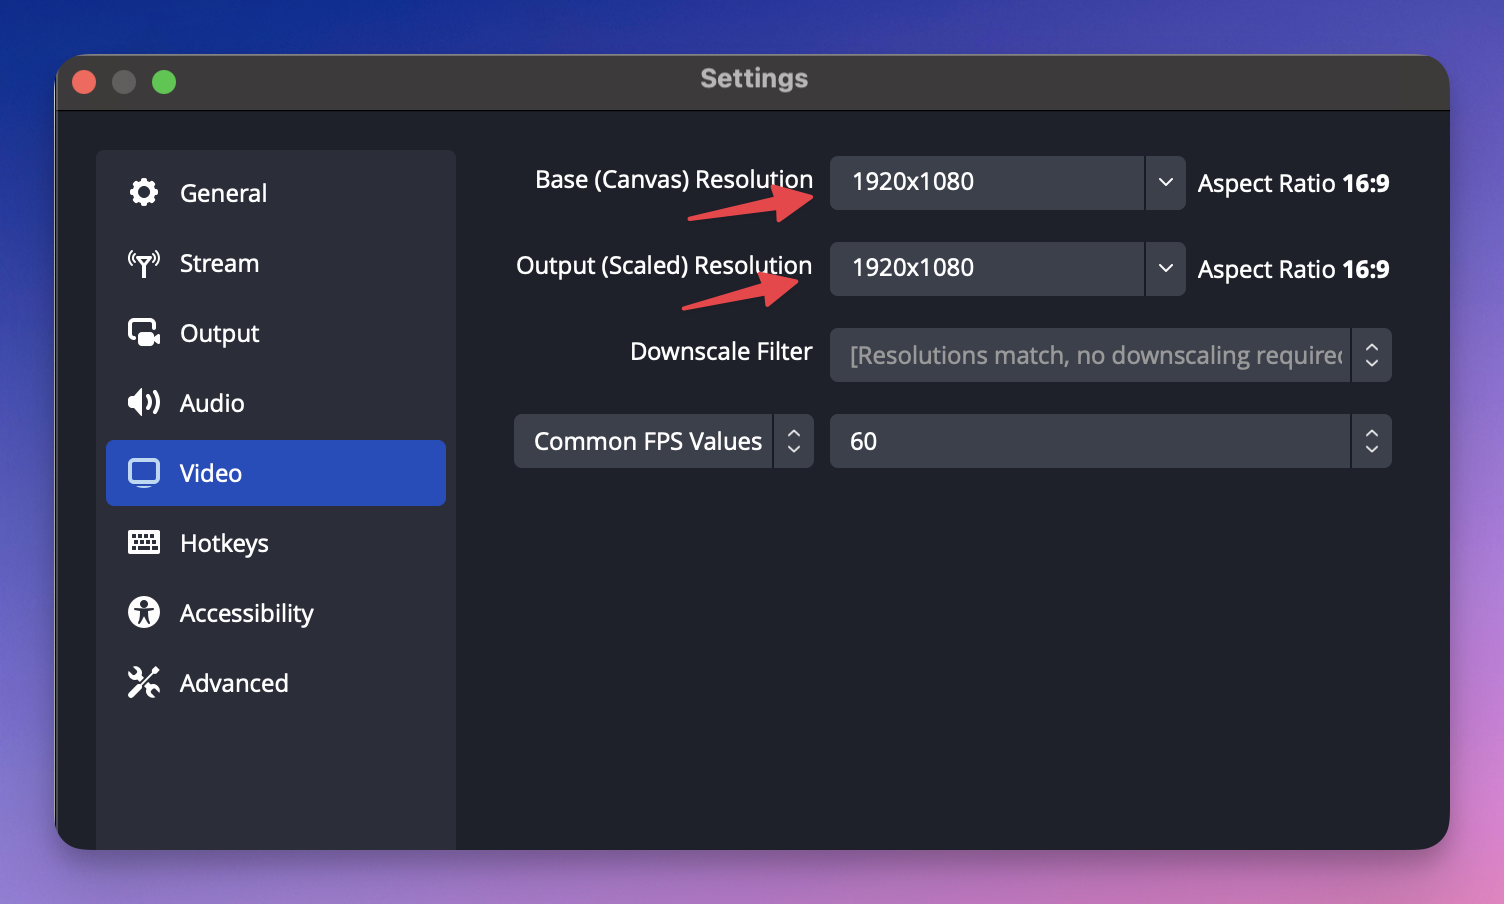 Settings
General
Stream
Output
Audio
Video
Hotkeys
Accessibility
Advanced
Base (Canvas) Resolution 1920x1080 Aspect Ratio 16:9
Output (Scaled) Resolution 1920x1080 Aspect Ratio 16:9
Downscale Filter [Resolutions match, no downscaling required
Common FPS Values 60